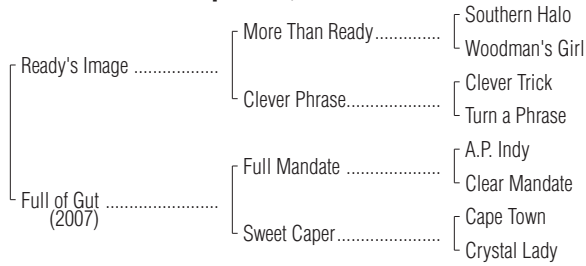 Southern Halo
More Than Ready..............
Woodman's Girl
Ready's Image ..................
Clever Trick
Clever Phrase....................
Turn a Phrase
A.P. Indy
Full Mandate ....................
Clear Mandate
Full of Gut ........................
(2007)
Cape Town
Sweet Caper......................
Crystal Lady